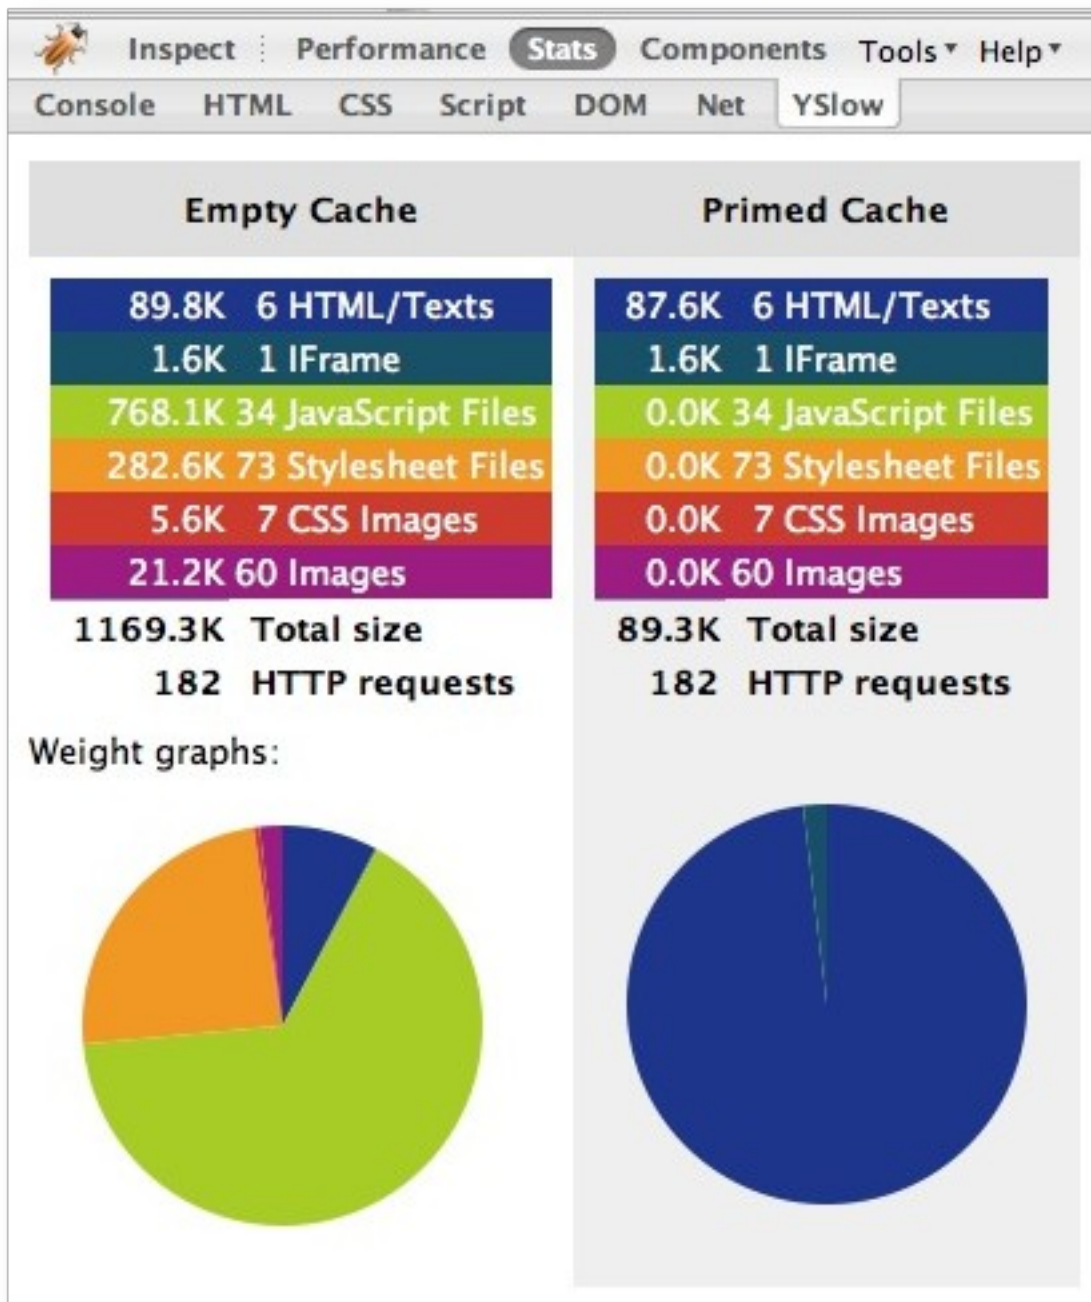 Inspect Performance Stats Components Tools Help
Console HTML CSS Script DOM Net YSlow
Empty Cache
89.8K 6 HTML/Texts
1.6K 1 IFrame
768.1K 34 JavaScript Files
282.6K 73 Stylesheet Files
5.6K 7 CSS Images
21.2K 60 Images
1169.3K Total size
182 HTTP requests
Weight graphs:
Primed Cache
87.6K 6 HTML/Texts
1.6K 1 IFrame
0.0K 34 JavaScript Files
0.0K 73 Stylesheet Files
0.0K 7 CSS Images
0.0K 60 Images
89.3K Total size
182 HTTP requests